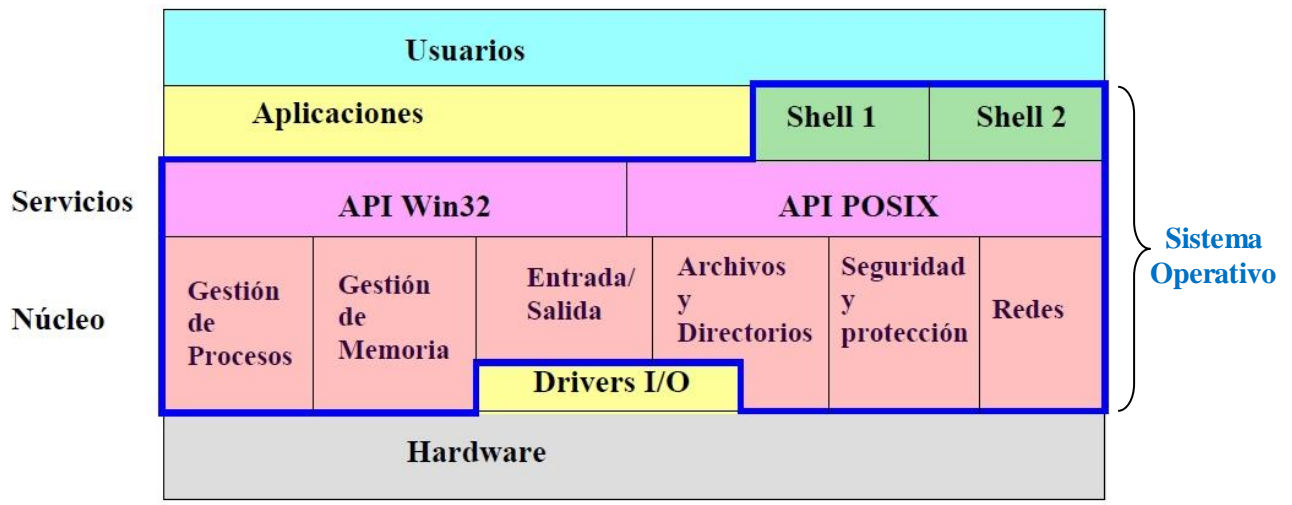 Usuarios
Aplicaciones
Shell 1
Shell 2
Servicios
API Win32
API POSIX
Sistema
Operativo
Núcleo
Gestión
de
Procesos
Gestión
de
Memoria
Entrada/
Salida
Archivos
y
Directorios
Seguridad
y
protección
Redes
Drivers I/O
Hardware